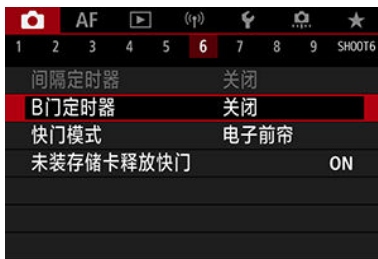 AF
1 2 3 4 5 6 7 8 9 SHOOT6
间隔定时器 关闭
B门定时器 关闭
快门模式 电子前帘
未装存储卡释放快门 ON